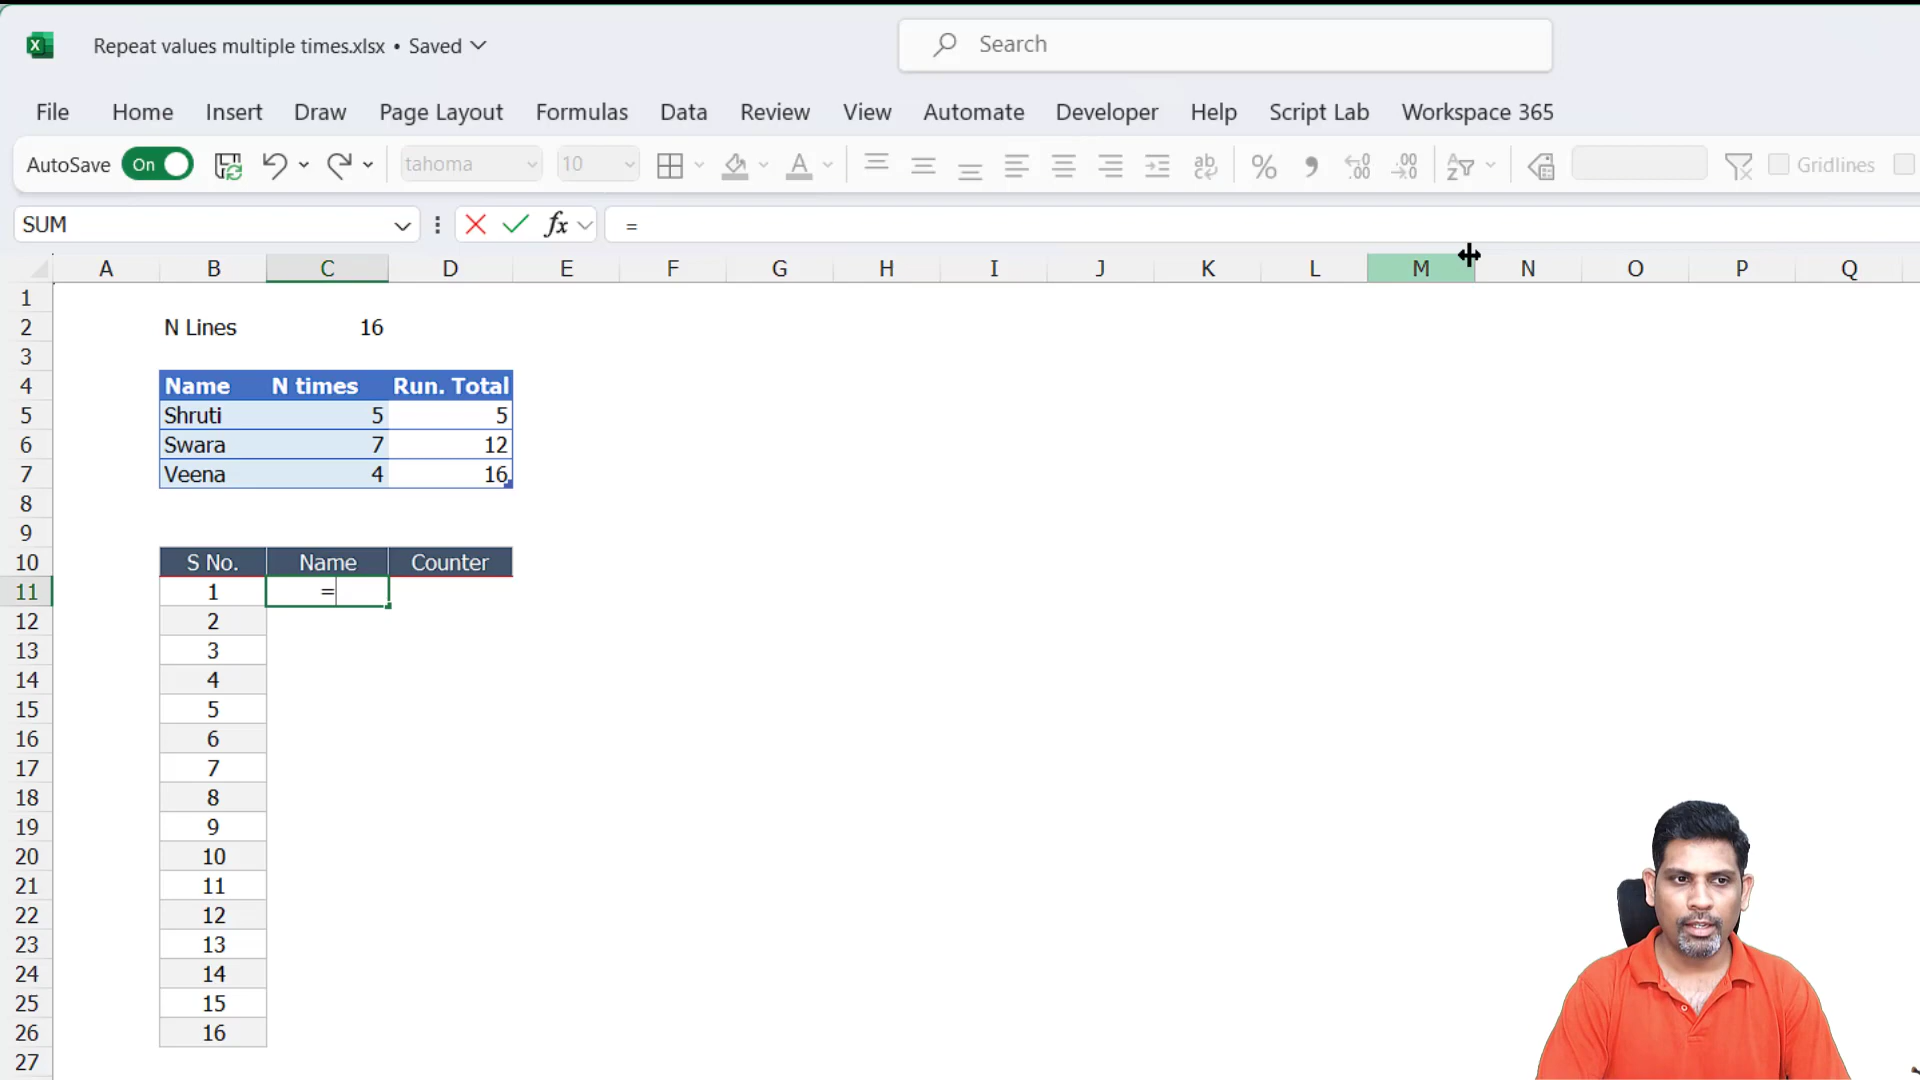 Repeat values multiple times.xlsx • Saved
Search
File Home Insert Draw Page Layout Formulas Data Review View Automate Developer Help Script Lab Workspace 365
AutoSave On tahoma 10 Gridlines
SUM fx =
A B C D E F G H I J K L M N O P Q
1
2 N Lines 16
3
4 Name N times Run. Total
5 Shruti 5 5
6 Swara 7 12
7 Veena 4 16
8
9
10 S No. Name Counter
11 1 =
12 2
13 3
14 4
15 5
16 6
17 7
18 8
19 9
20 10
21 11
22 12
23 13
24 14
25 15
26 16
27